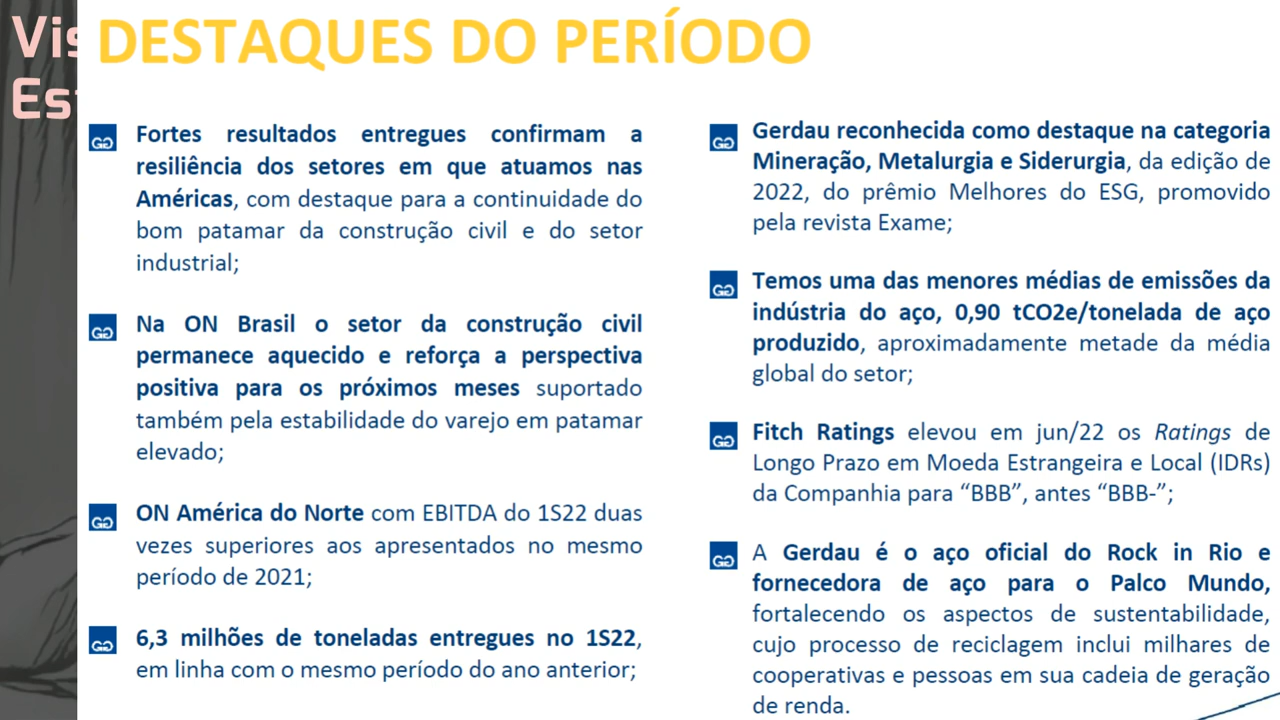 DESTAQUES DO PERÍODO
Fortes resultados entregues confirmam a
resiliência dos setores em que atuamos nas
Américas, com destaque para a continuidade do
bom patamar da construção civil e do setor
industrial;
Na ON Brasil o setor da construção civil
permanece aquecido e reforça a perspectiva
positiva para os próximos meses suportado
também pela estabilidade do varejo em patamar
elevado;
ON América do Norte com EBITDA do 1S22 duas
vezes superiores aos apresentados no mesmo
período de 2021;
6,3 milhões de toneladas entregues no 1S22,
em linha com o mesmo período do ano anterior;
Gerdau reconhecida como destaque na categoria
Mineração, Metalurgia e Siderurgia, da edição de
2022, do prêmio Melhores do ESG, promovido
pela revista Exame;
Temos uma das menores médias de emissões da
indústria do aço, 0,90 tCO2e/tonelada de aço
produzido, aproximadamente metade da média
global do setor;
Fitch Ratings elevou em jun/22 os Ratings de
Longo Prazo em Moeda Estrangeira e Local (IDRs)
da Companhia para “BBB”, antes “BBB-”;
A Gerdau é o aço oficial do Rock in Rio e
fornecedora de aço para o Palco Mundo,
fortalecendo os aspectos de sustentabilidade,
cujo processo de reciclagem inclui milhares de
cooperativas e pessoas em sua cadeia de geração
de renda.